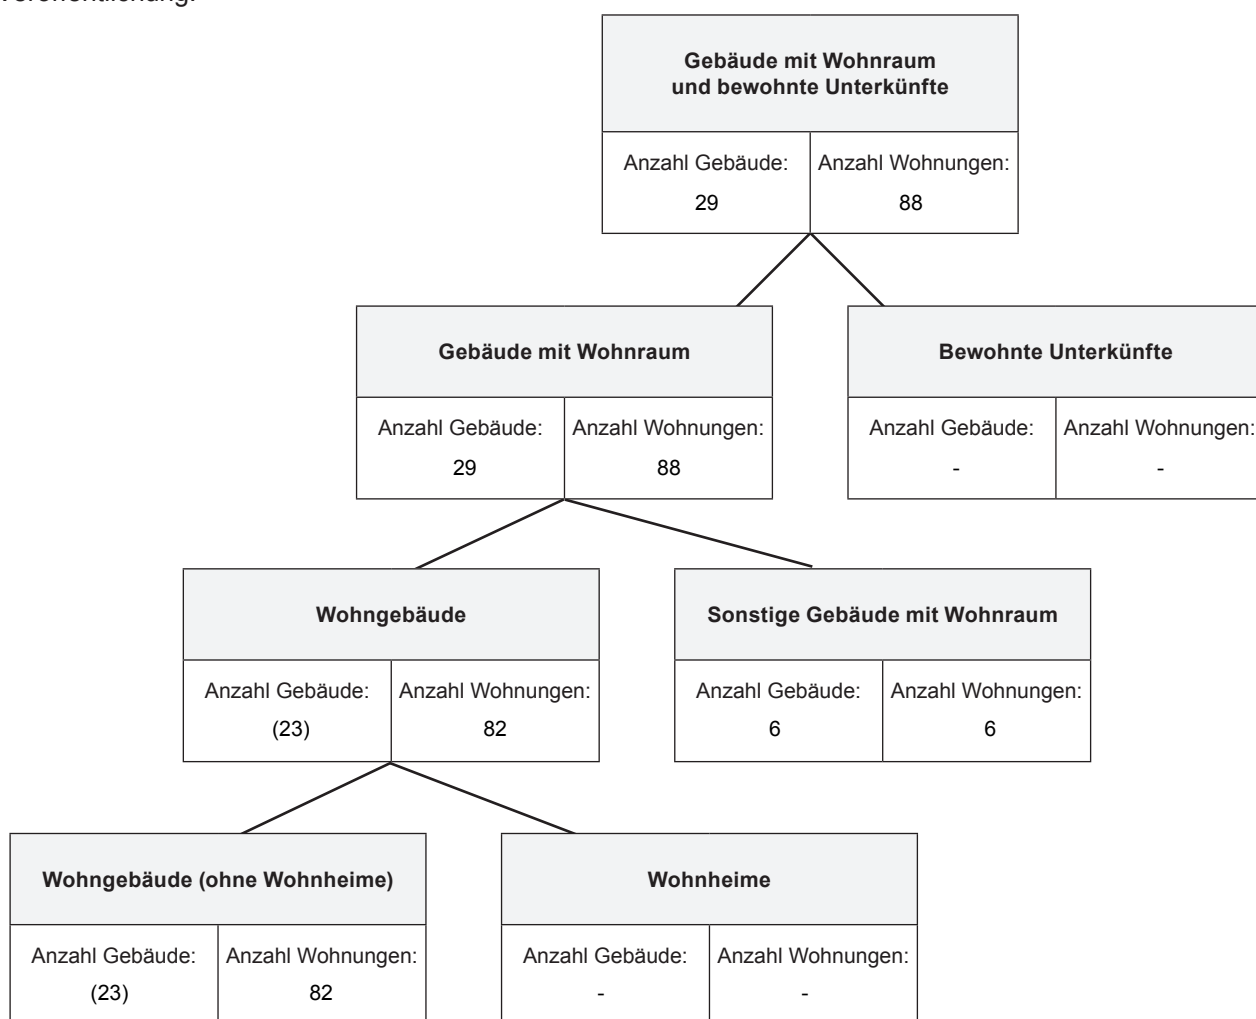 Veröffentlichung.
Gebäude mit Wohnraum
und bewohnte Unterkünfte
Anzahl Gebäude: Anzahl Wohnungen:
29 88
Gebäude mit Wohnraum
Anzahl Gebäude: Anzahl Wohnungen:
29 88
Bewohnte Unterkünfte
Anzahl Gebäude: Anzahl Wohnungen:
- -
Wohngebäude
Anzahl Gebäude: Anzahl Wohnungen:
(23) 82
Sonstige Gebäude mit Wohnraum
Anzahl Gebäude: Anzahl Wohnungen:
6 6
Wohngebäude (ohne Wohnheime)
Anzahl Gebäude: Anzahl Wohnungen:
(23) 82
Wohnheime
Anzahl Gebäude: Anzahl Wohnungen:
- -